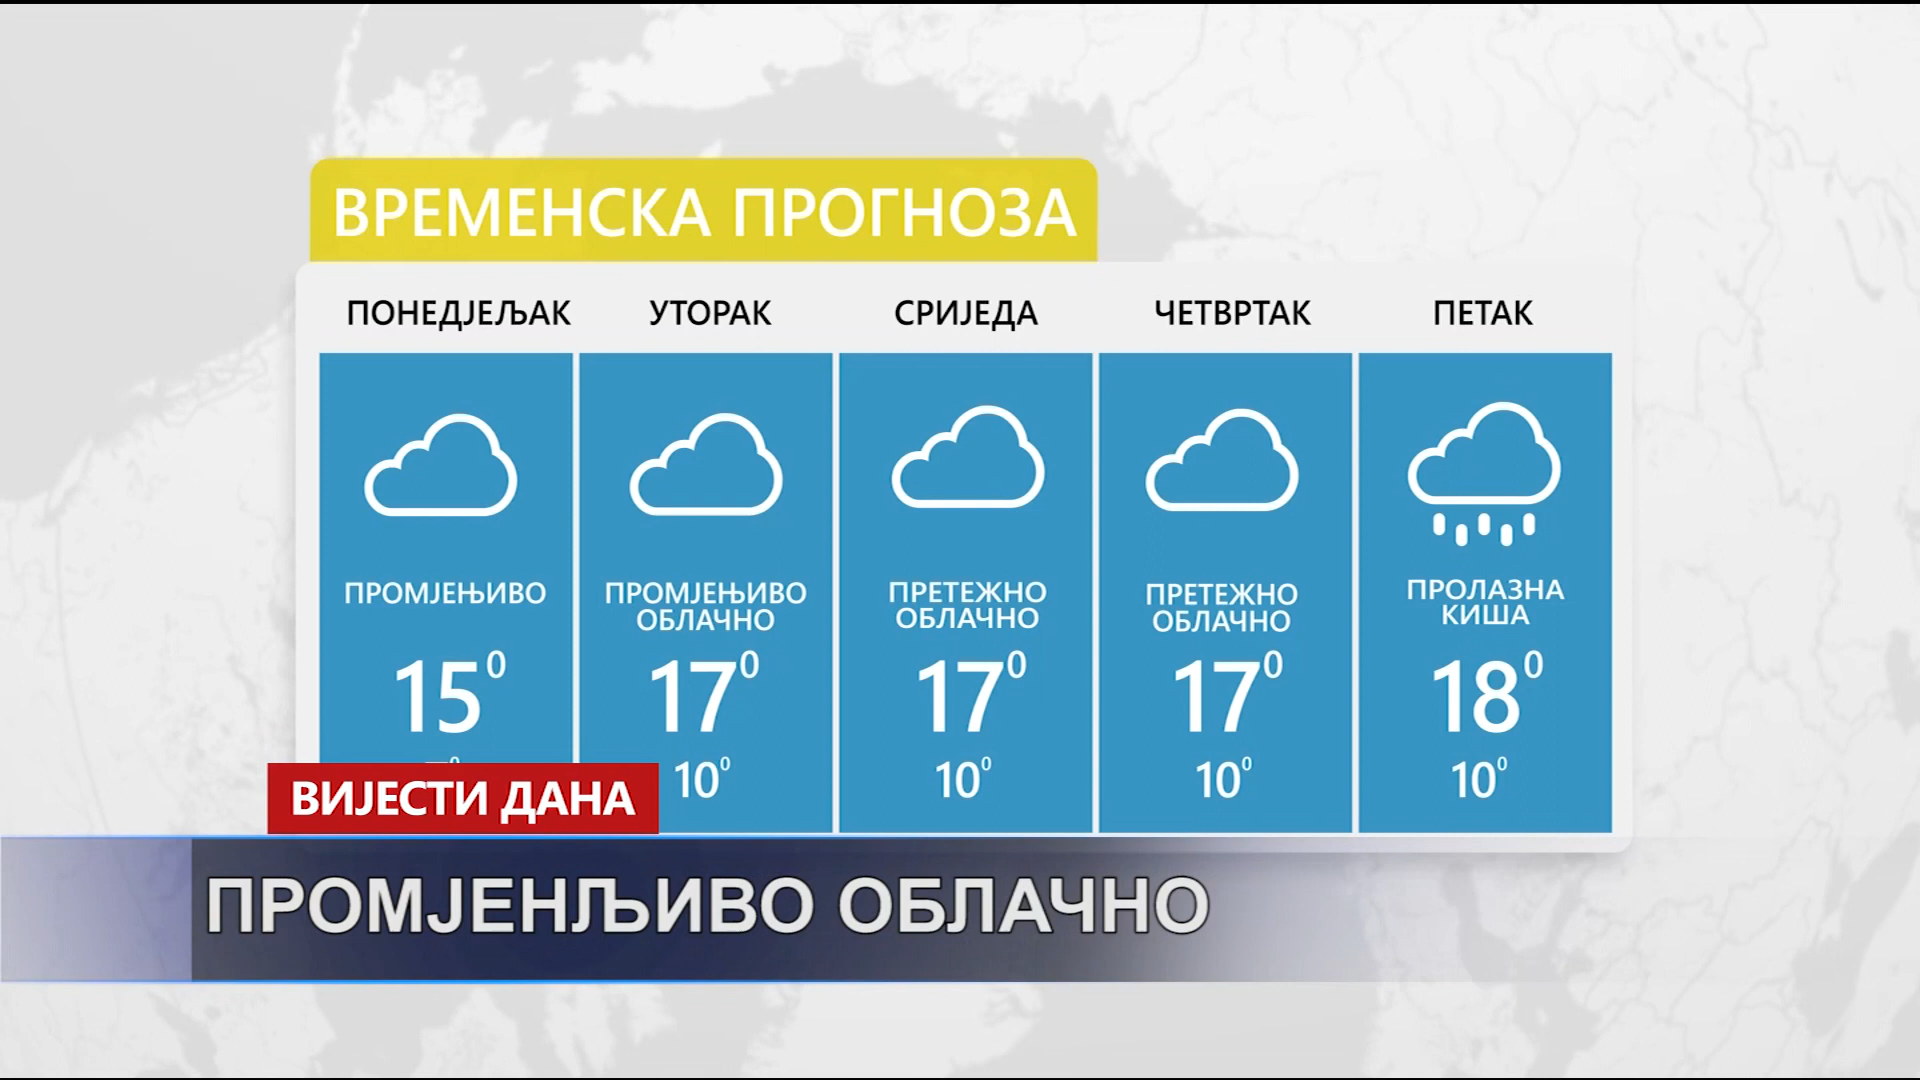 ВРЕМЕНСКА ПРОГНОЗА
ПОНЕДЈЕЉАК
УТОРАК
СРИЈЕДА
ЧЕТВРТАК
ПЕТАК
ПРОМЈЕЊИВО
ПРОМЈЕЊИВО
ОБЛАЧНО
ПРЕТЕЖНО
ОБЛАЧНО
ПРЕТЕЖНО
ОБЛАЧНО
ПРОЛАЗНА
КИША
15⁰
17⁰
17⁰
17⁰
18⁰
10⁰
10⁰
10⁰
10⁰
ВИЈЕСТИ ДАНА
ПРОМЈЕНЉИВО ОБЛАЧНО